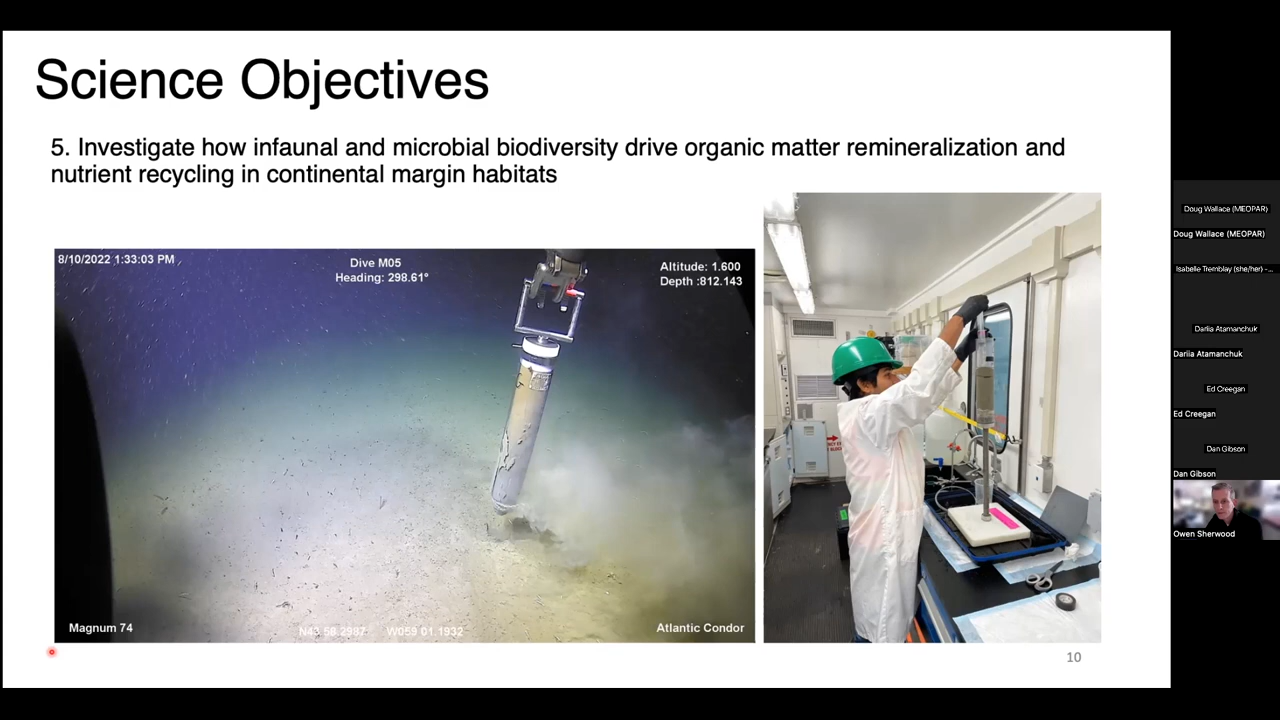 Science Objectives
5. Investigate how infaunal and microbial biodiversity drive organic matter remineralization and
nutrient recycling in continental margin habitats
8/10/2022 1:33:03 PM
Dive M05
Heading: 298.61°
Altitude: 1.600
Depth :812.143
Magnum 74
N43 58.2987 W059 01.1932
Atlantic Condor
10
Doug Wallace (MEOPAR)
Doug Wallace (MEOPAR)
Isabelle Tremblay (she/her) -...
Dariia Atamanchuk
Dariia Atamanchuk
Ed Creegan
Ed Creegan
Dan Gibson
Dan Gibson
Owen Sherwood